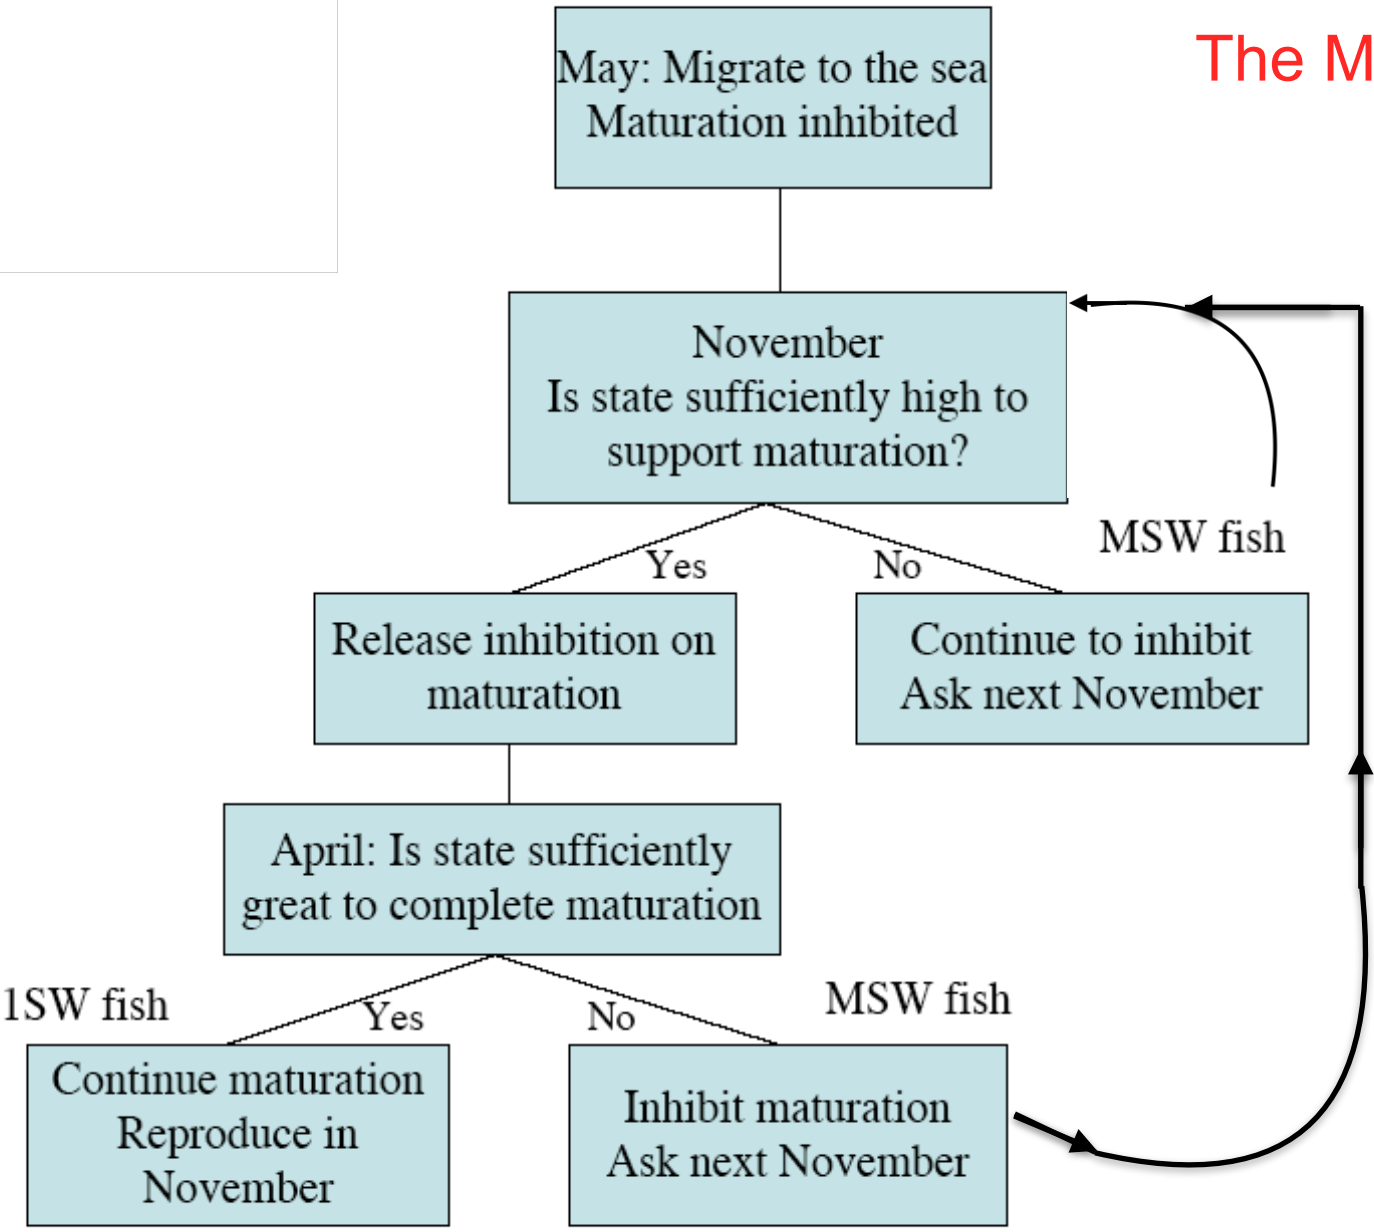 The M
May: Migrate to the sea
Maturation inhibited
November
Is state sufficiently high to
support maturation?
MSW fish
Yes
No
Release inhibition on
maturation
Continue to inhibit
Ask next November
April: Is state sufficiently
great to complete maturation
1SW fish
Yes
No
MSW fish
Continue maturation
Reproduce in
November
Inhibit maturation
Ask next November